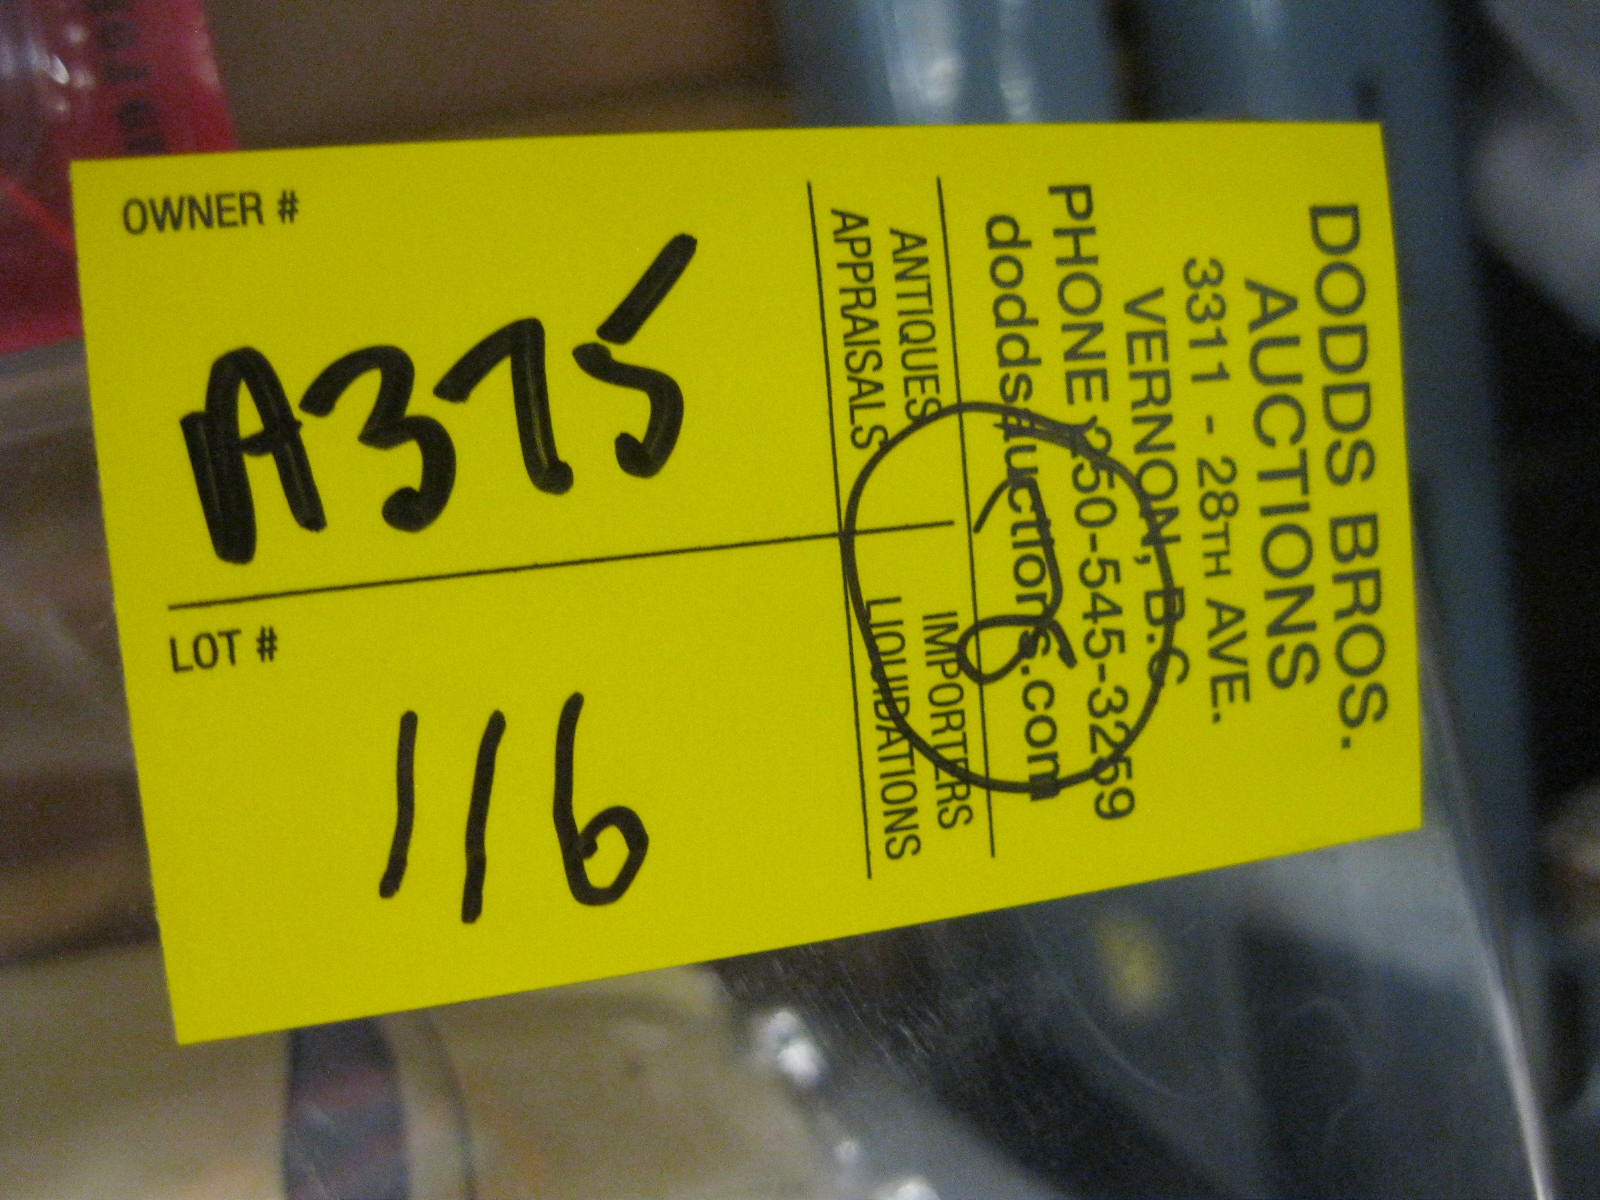 OWNER #
A375
LOT #
116
DODDS BROS.
AUCTIONS
3311 - 28TH AVE.
VERNON, B.C.
PHONE 250-545-3259
doddsauctions.com
ANTIQUES IMPORTERS
APPRAISALS LIQUIDATIONS
2